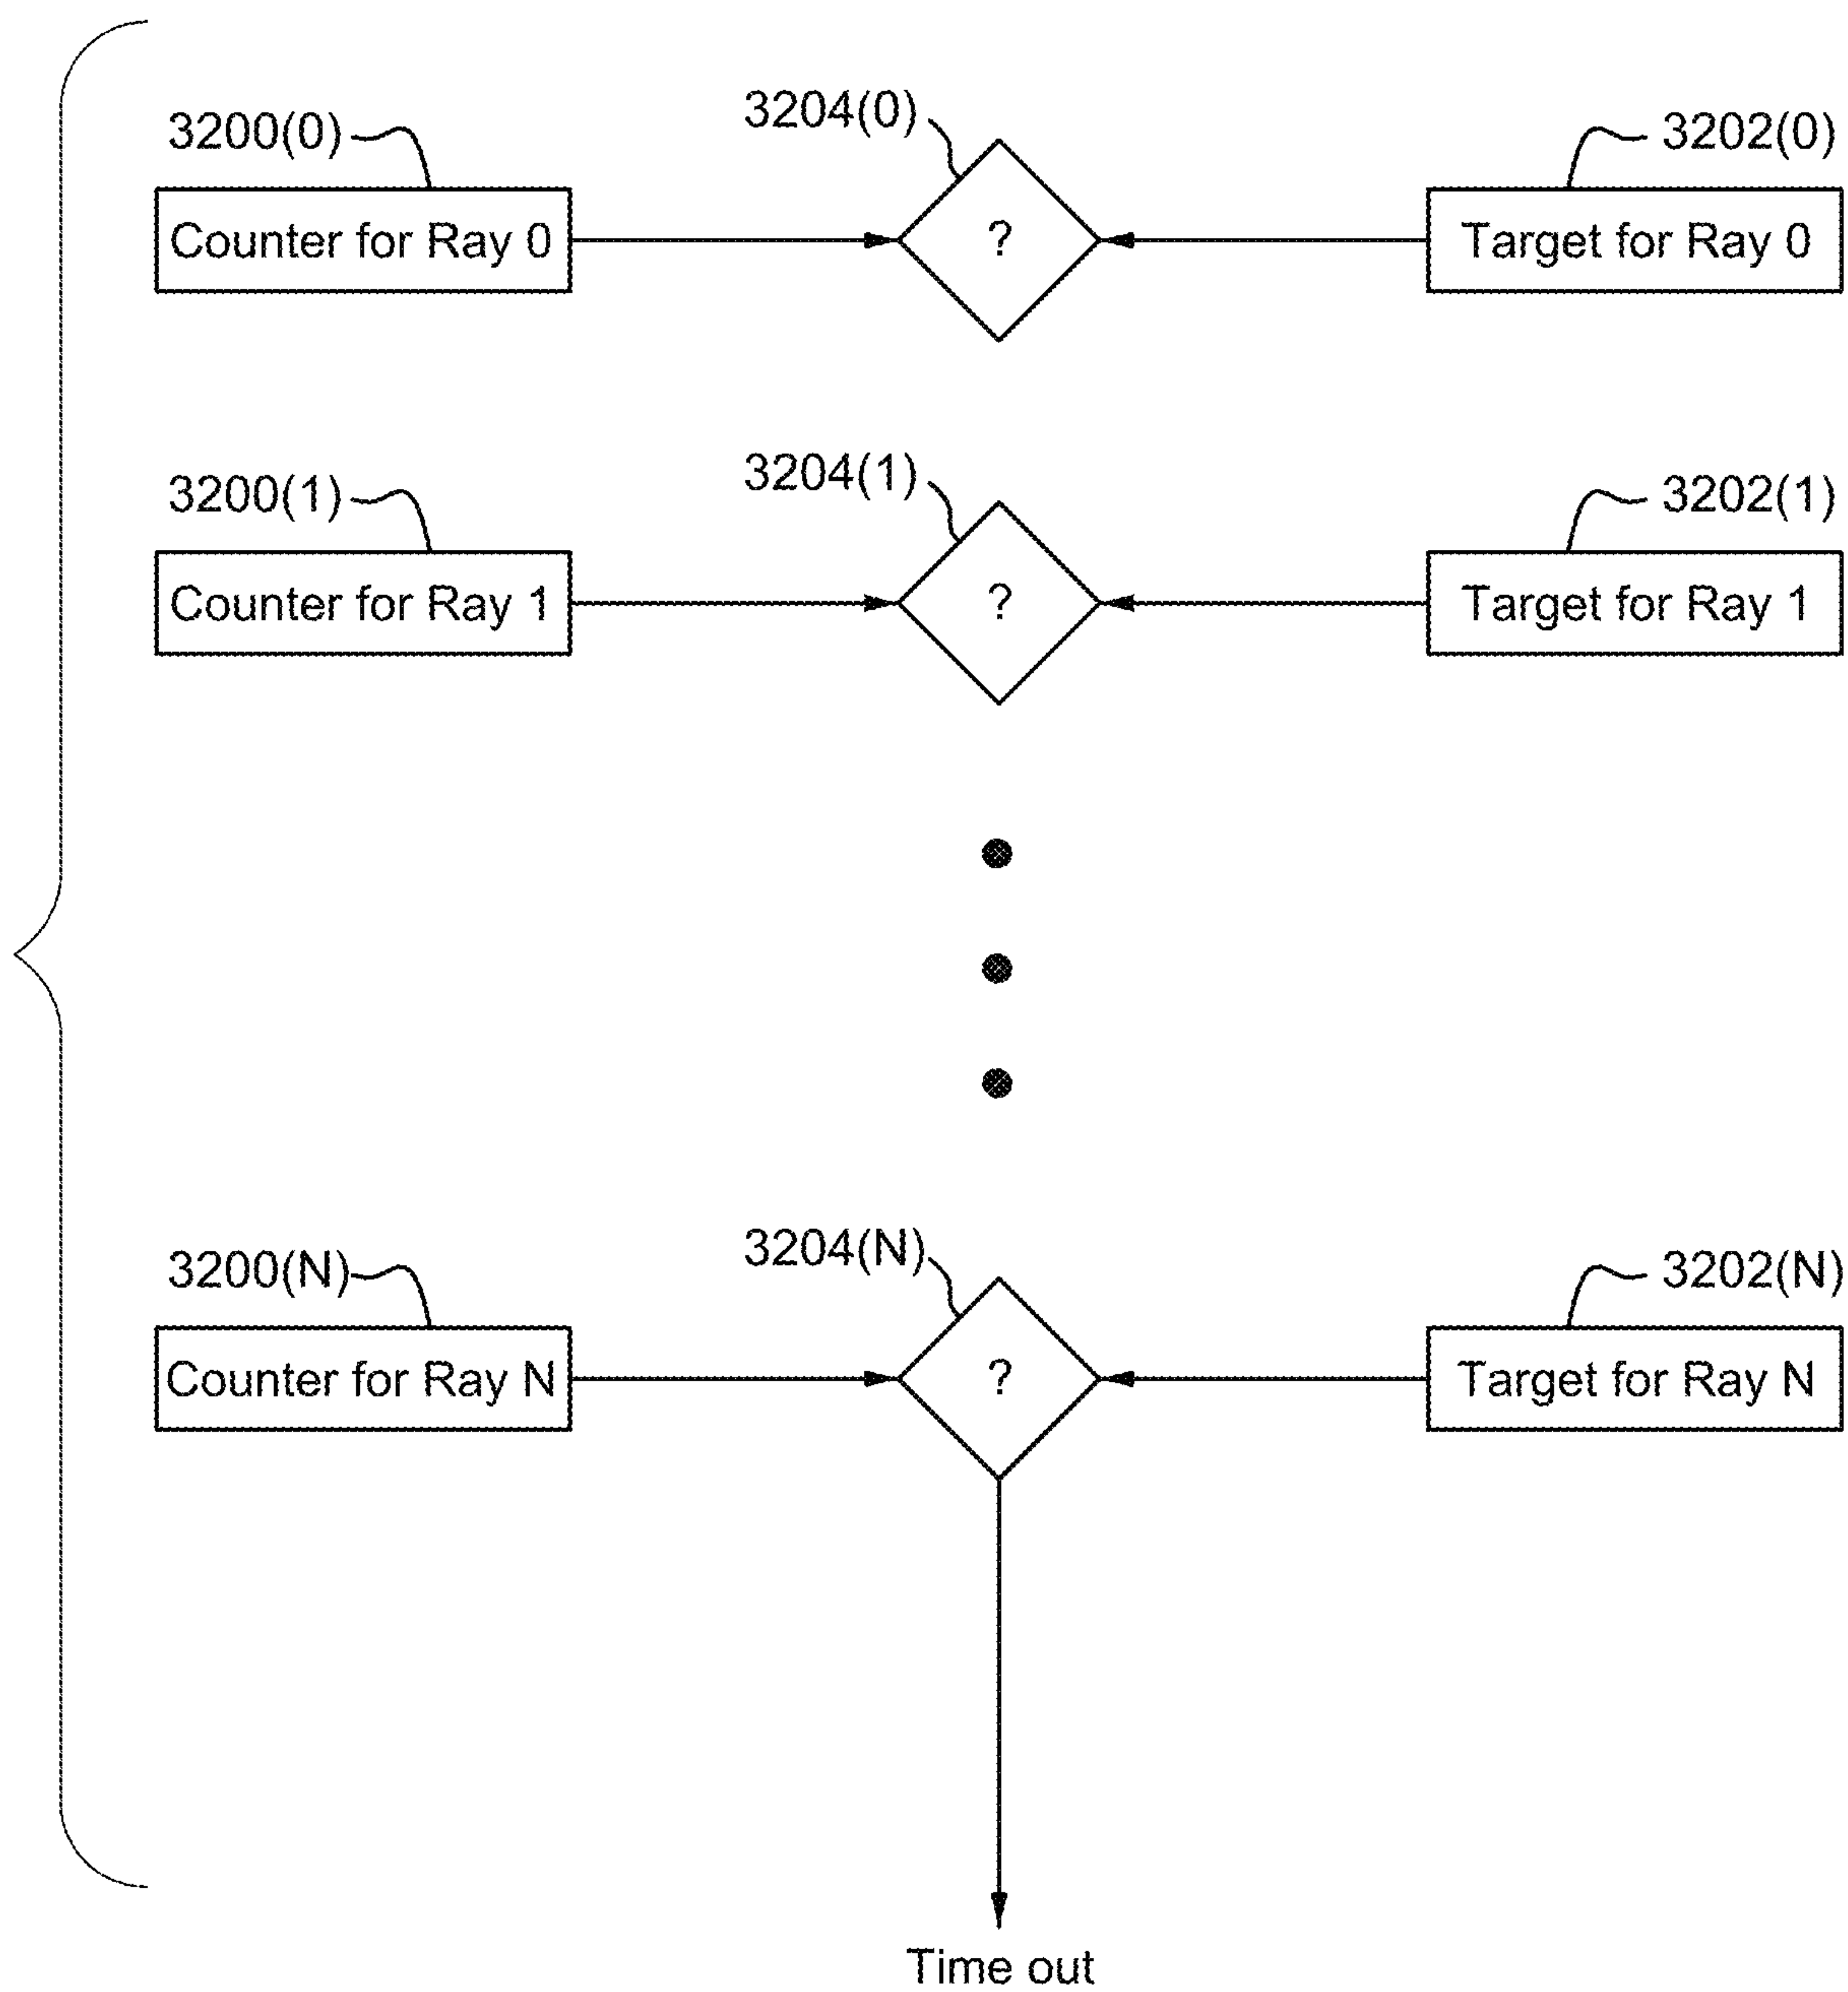 3200(0)
3204(0)
3202(0)
Counter for Ray 0
?
Target for Ray 0
3200(1)
3204(1)
3202(1)
Counter for Ray 1
?
Target for Ray 1
3200(N)
3204(N)
3202(N)
Counter for Ray N
?
Target for Ray N
Time out